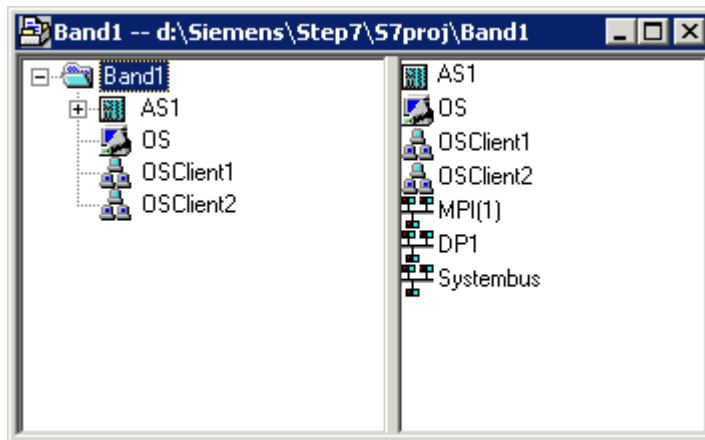 Band1 -- d:\Siemens\Step7\S7proj\Band1
Band1
AS1
OS
OSClient1
OSClient2
AS1
OS
OSClient1
OSClient2
MPI(1)
DP1
Systembus